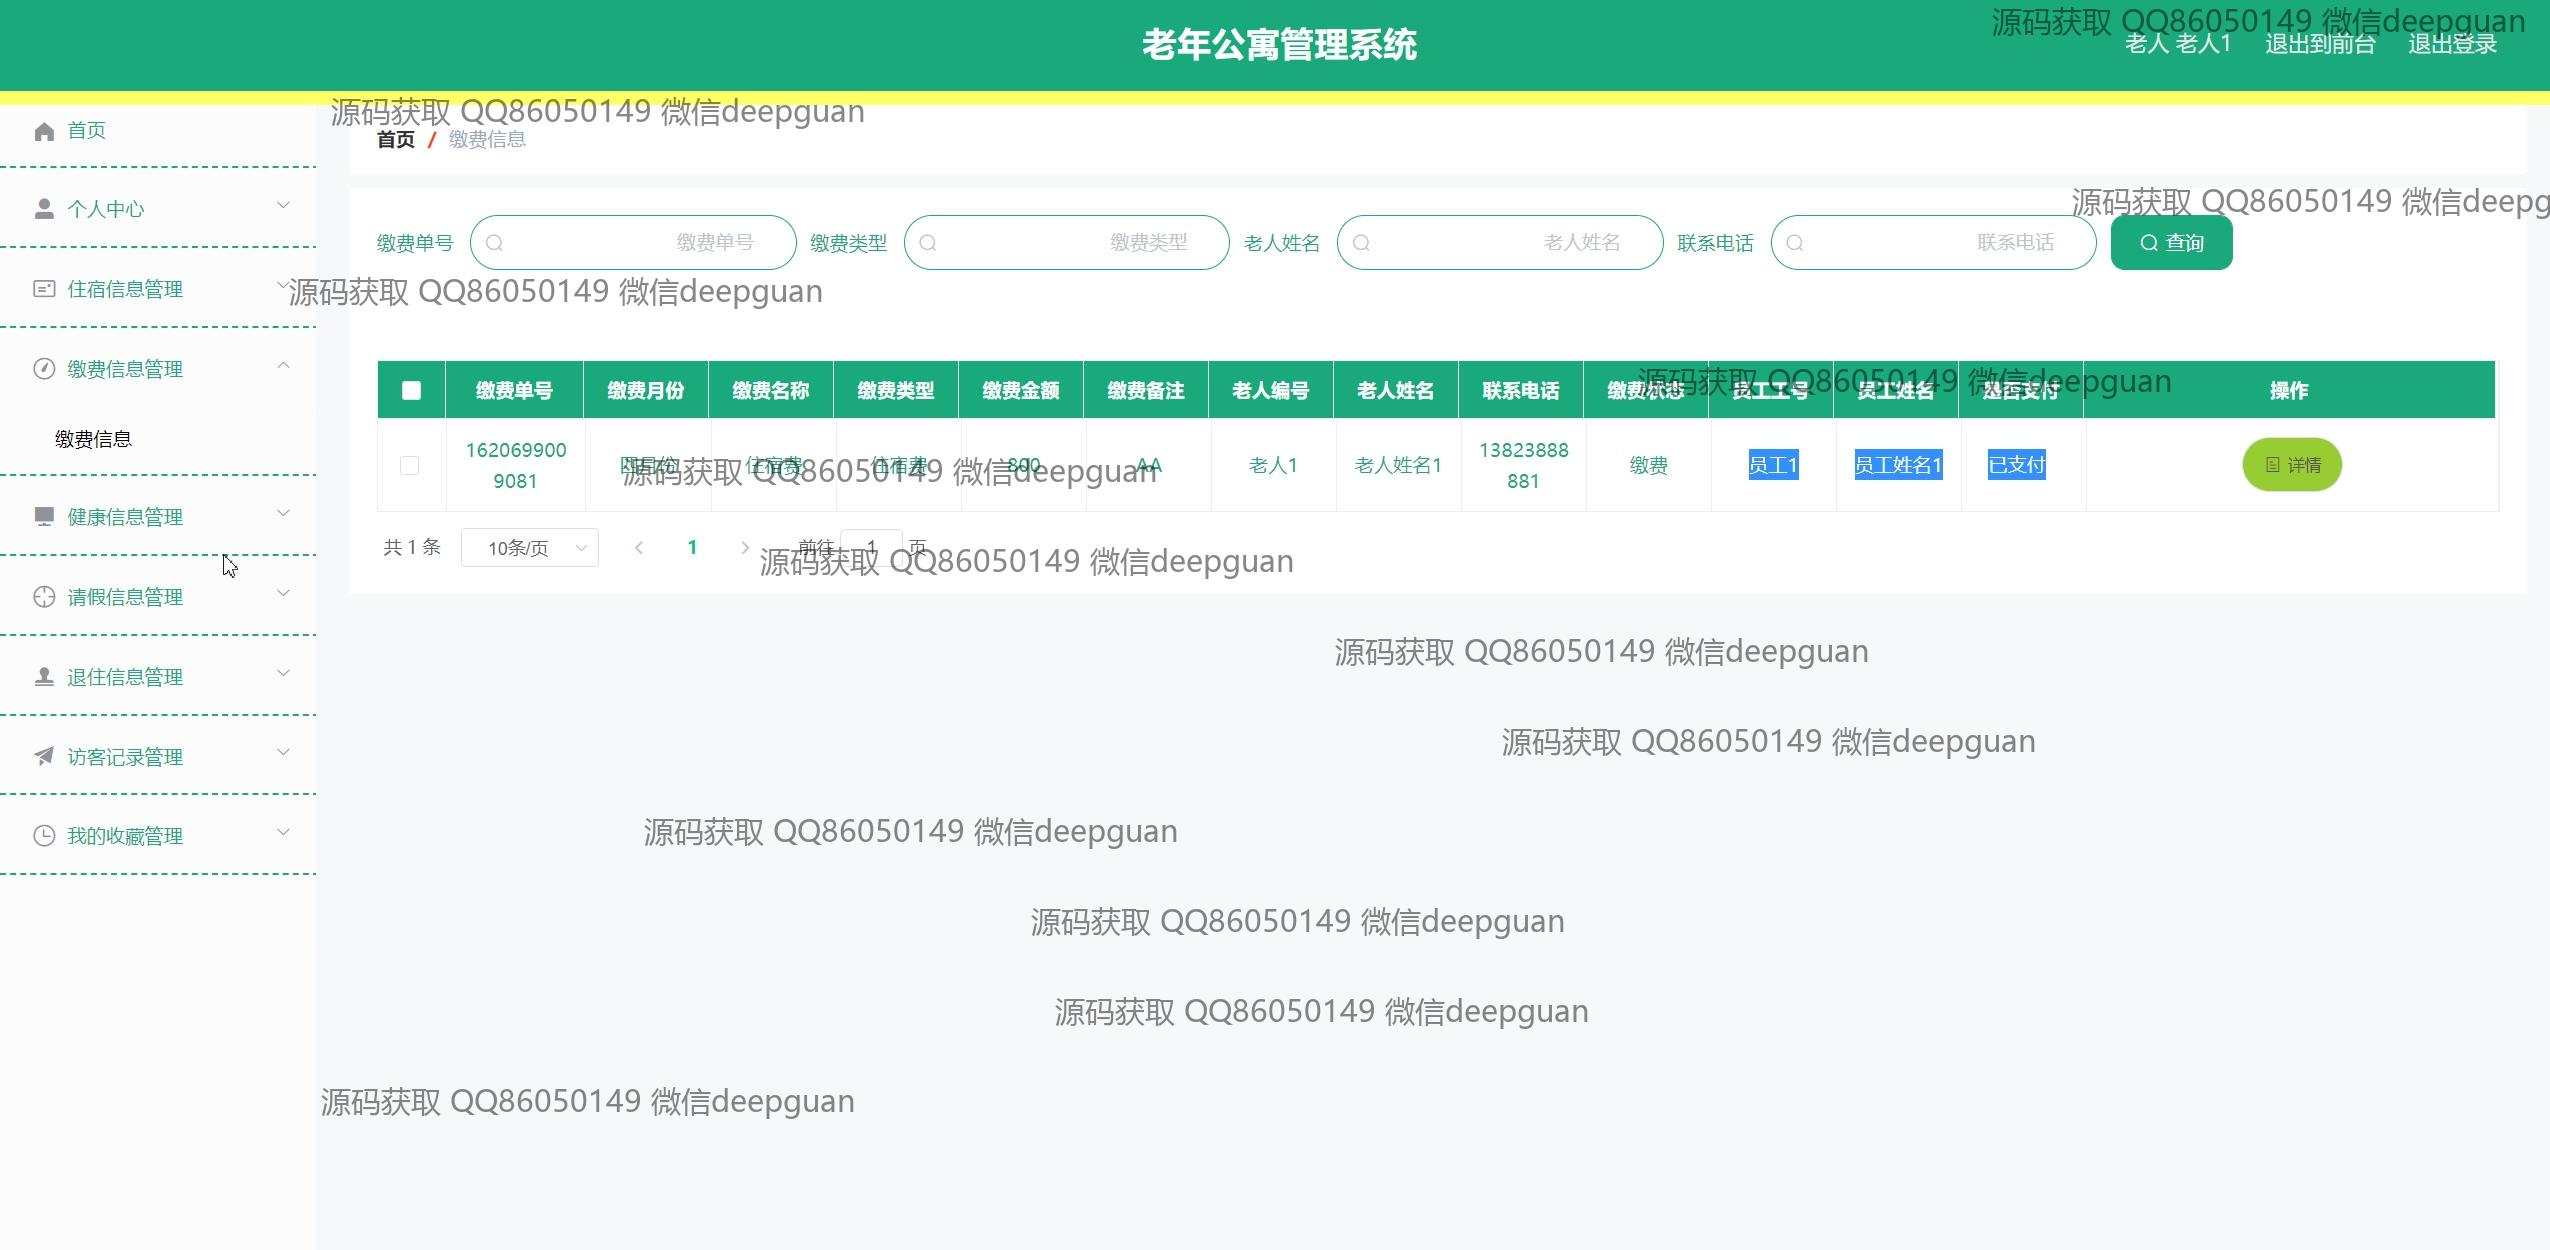 老年公寓管理系统
源码获取 QQ86050149 微信deepguan
老人 老人1 退出到前台 退出登录
源码获取 QQ86050149 微信deepguan
首页
首页 / 缴费信息
个人中心
源码获取 QQ86050149 微信deepg
缴费单号 缴费单号 缴费类型 缴费类型 老人姓名 老人姓名 联系电话 联系电话 查询
住宿信息管理
源码获取 QQ86050149 微信deepguan
缴费信息管理
源码获取 QQ86050149 微信deepguan
缴费单号 缴费月份 缴费名称 缴费类型 缴费金额 缴费备注 老人编号 老人姓名 联系电话 缴费状态 员工工号 员工姓名 是否支付 操作
缴费信息
162069900
9081
四月份 住宿费 住宿费 800 AA 老人1 老人姓名1
13823888
881
缴费 员工1 员工姓名1 已支付 详情
源码获取 QQ86050149 微信deepguan
健康信息管理
共 1 条 10条/页 1 前往 1 页
源码获取 QQ86050149 微信deepguan
请假信息管理
源码获取 QQ86050149 微信deepguan
退住信息管理
源码获取 QQ86050149 微信deepguan
访客记录管理
源码获取 QQ86050149 微信deepguan
我的收藏管理
源码获取 QQ86050149 微信deepguan
源码获取 QQ86050149 微信deepguan
源码获取 QQ86050149 微信deepguan